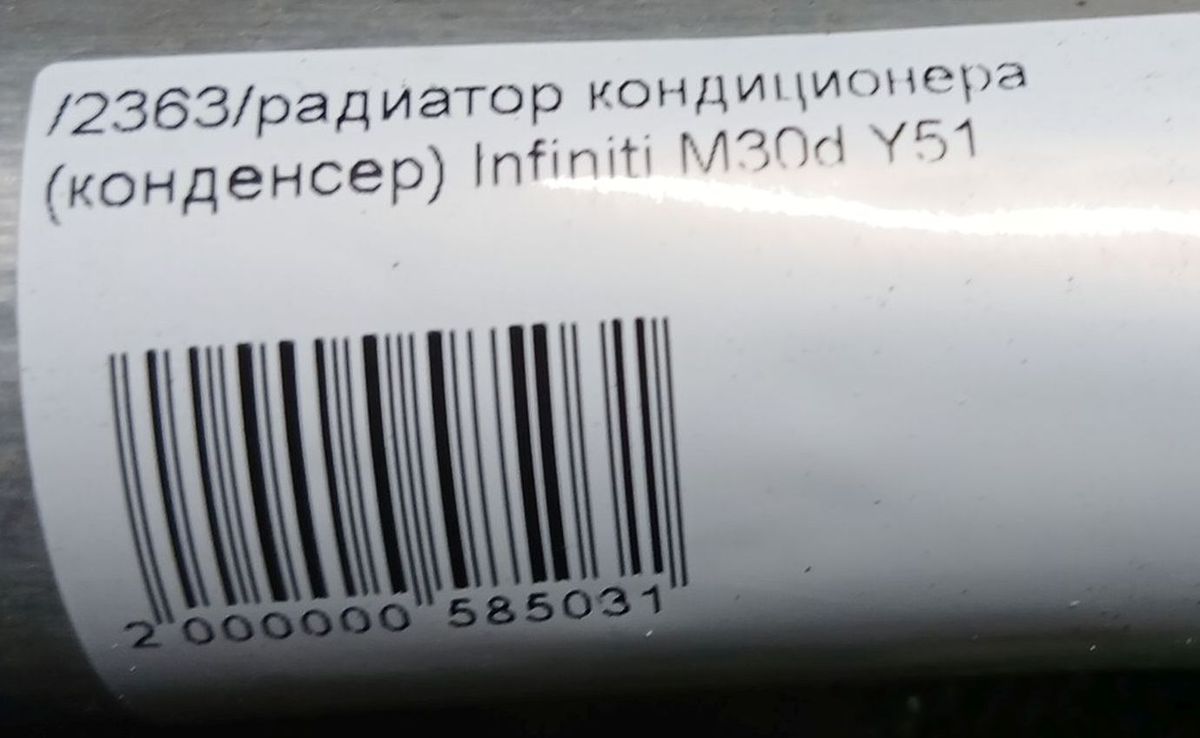 /2363/радиатор кондиционера
(конденсер) Infiniti M30d Y51
2 000000 585031